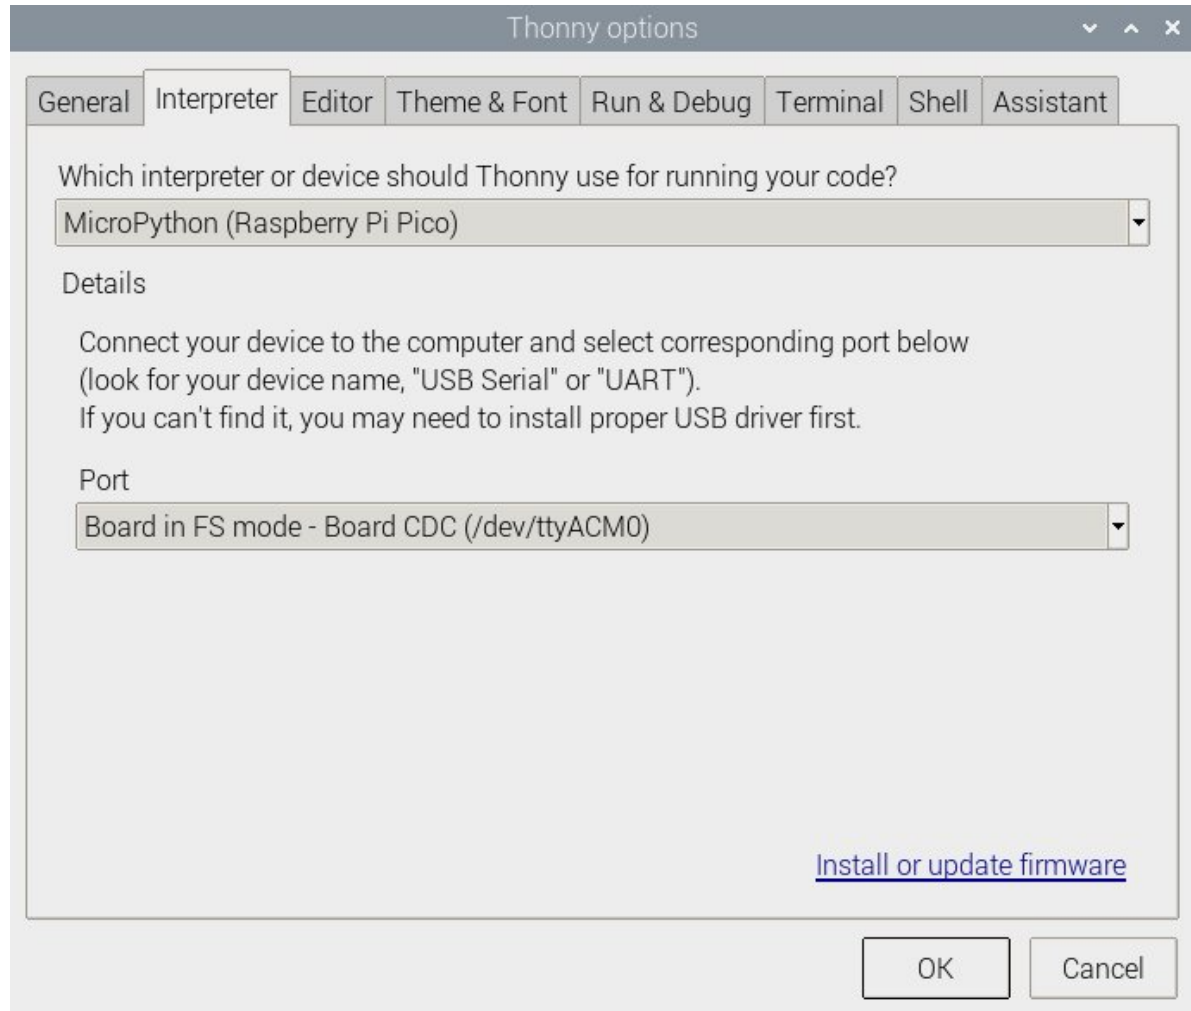 Thonny options
General Interpreter Editor Theme & Font Run & Debug Terminal Shell Assistant
Which interpreter or device should Thonny use for running your code?
MicroPython (Raspberry Pi Pico)
Details
Connect your device to the computer and select corresponding port below
(look for your device name, "USB Serial" or "UART").
If you can't find it, you may need to install proper USB driver first.
Port
Board in FS mode - Board CDC (/dev/ttyACM0)
Install or update firmware
OK Cancel